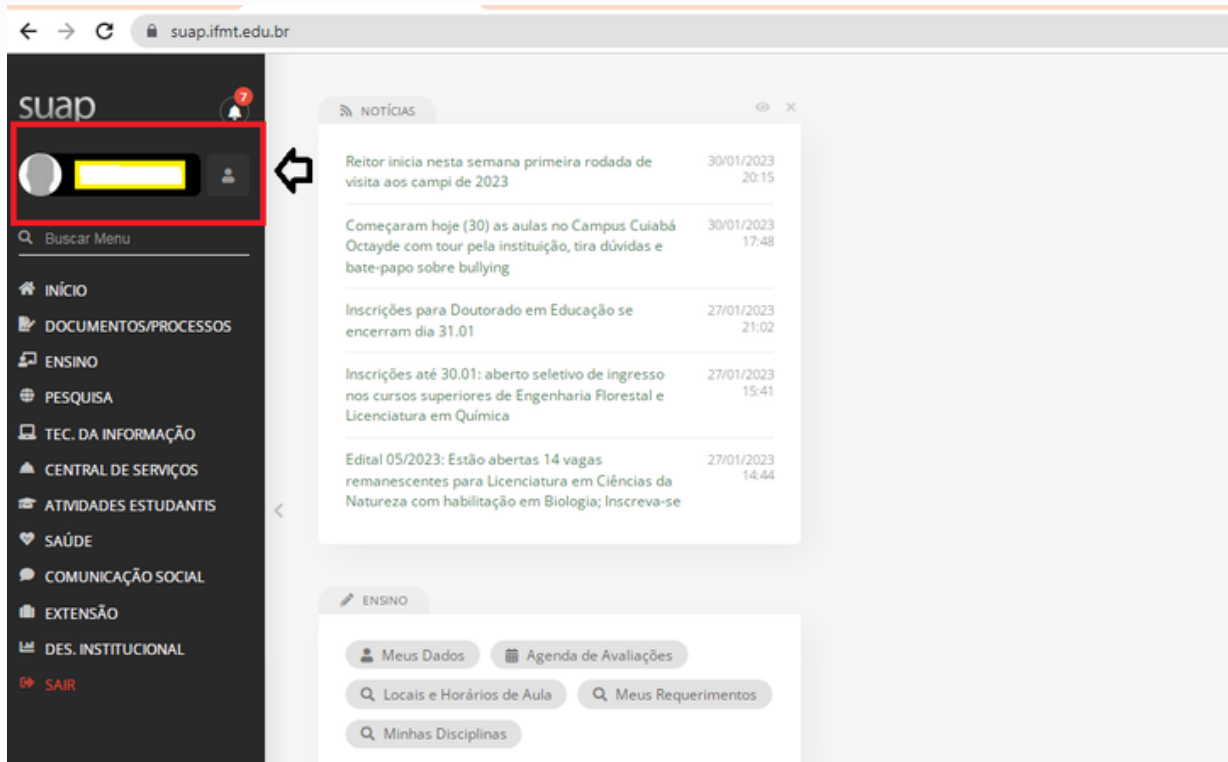 suap.ifmt.edu.br
suap
7
Buscar Menu
INÍCIO
DOCUMENTOS/PROCESSOS
ENSINO
PESQUISA
TEC. DA INFORMAÇÃO
CENTRAL DE SERVIÇOS
ATIVIDADES ESTUDANTIS
SAÚDE
COMUNICAÇÃO SOCIAL
EXTENSÃO
DES. INSTITUCIONAL
SAIR
NOTÍCIAS
Reitor inicia nesta semana primeira rodada de
visita aos campi de 2023
30/01/2023
20:15
Começaram hoje (30) as aulas no Campus Cuiabá
Octayde com tour pela instituição, tira dúvidas e
bate-papo sobre bullying
30/01/2023
17:48
Inscrições para Doutorado em Educação se
encerram dia 31.01
27/01/2023
21:02
Inscrições até 30.01: aberto seletivo de ingresso
nos cursos superiores de Engenharia Florestal e
Licenciatura em Química
27/01/2023
15:41
Edital 05/2023: Estão abertas 14 vagas
remanescentes para Licenciatura em Ciências da
Natureza com habilitação em Biologia; Inscreva-se
27/01/2023
14:44
ENSINO
Meus Dados
Agenda de Avaliações
Locais e Horários de Aula
Meus Requerimentos
Minhas Disciplinas